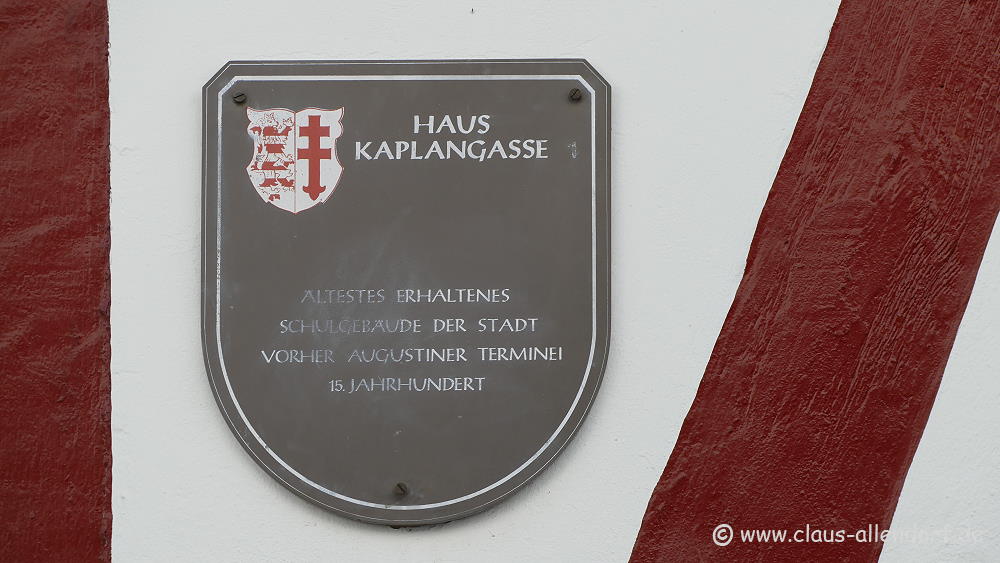 HAUS
KAPLANGASSE 1
ÄLTESTES ERHALTENES
SCHULGEBÄUDE DER STADT
VORHER AUGUSTINER TERMINEI
15. JAHRHUNDERT
© www.claus-allendorf.de